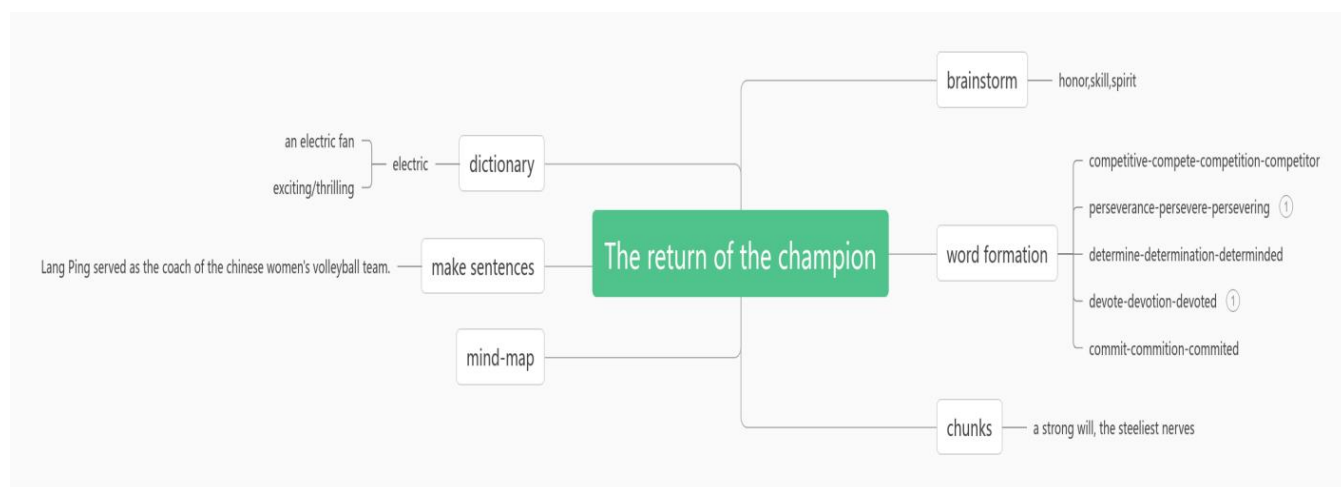 The return of the champion
brainstorm
honor,skill,spirit
word formation
competitive-compete-competition-competitor
perseverance-persevere-persevering 1
determine-determination-determinded
devote-devotion-devoted 1
commit-commition-commited
chunks
a strong will, the steeliest nerves
dictionary
electric
an electric fan
exciting/thrilling
make sentences
Lang Ping served as the coach of the chinese women's volleyball team.
mind-map